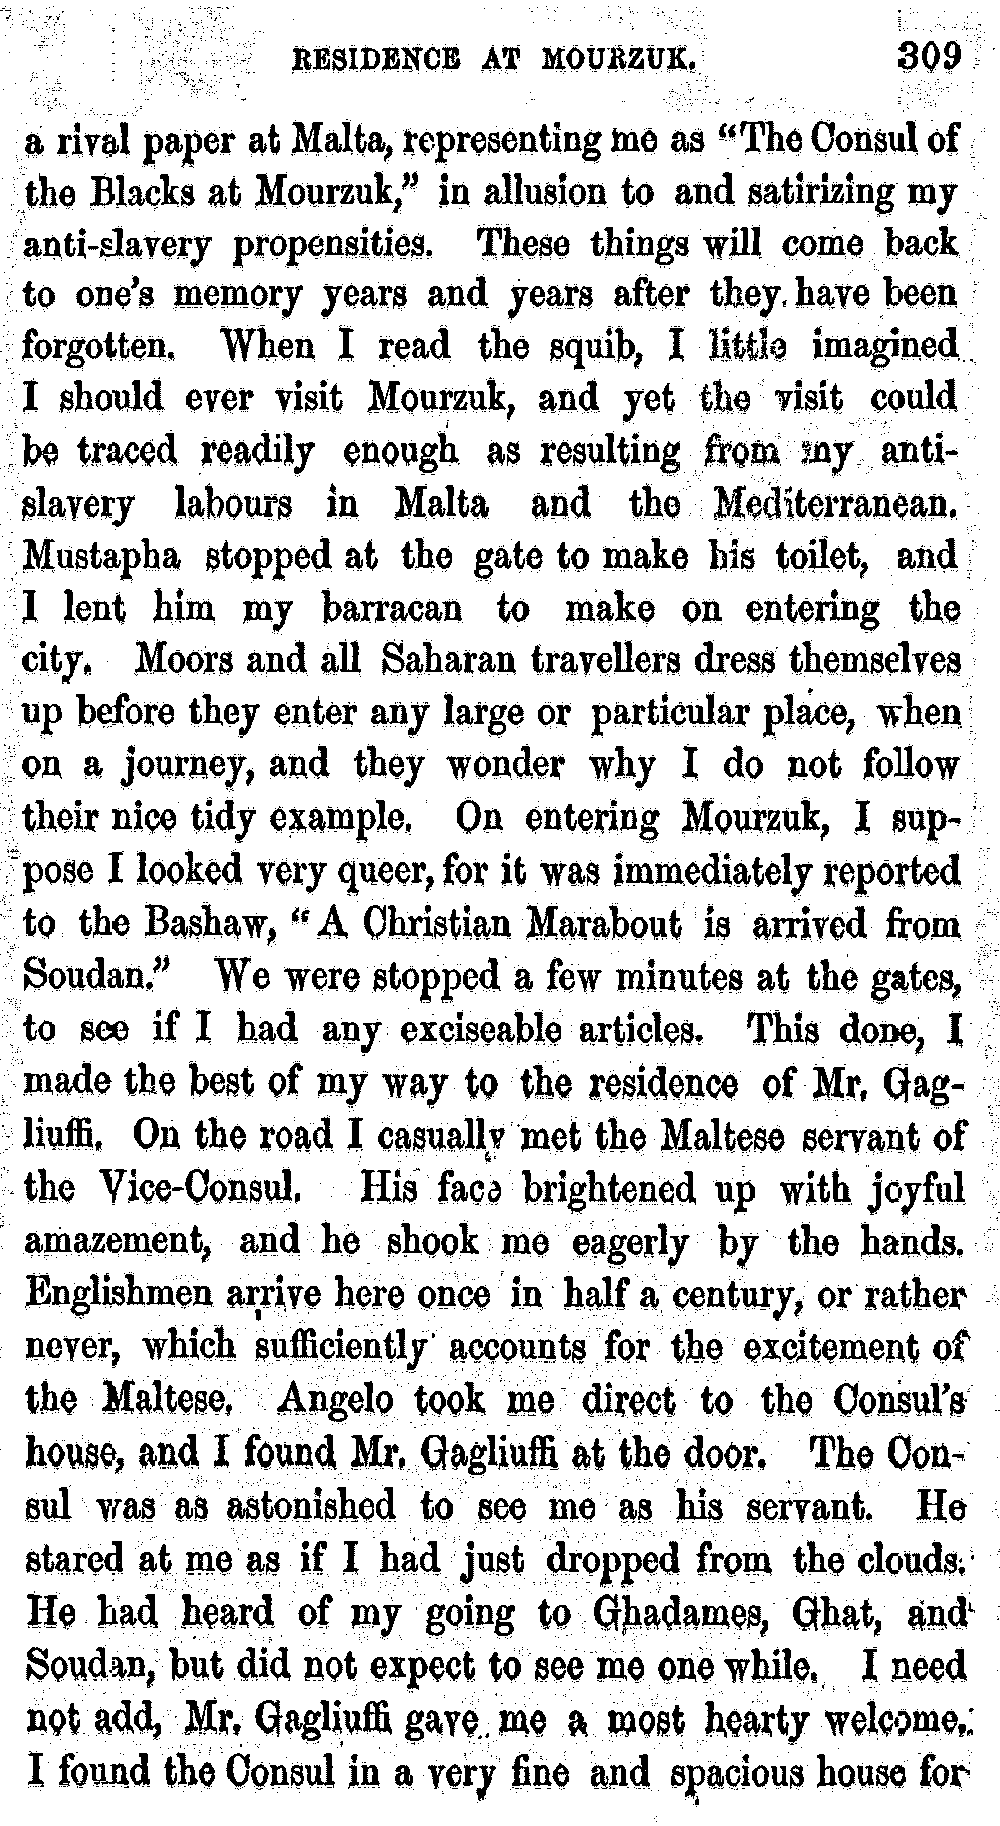 RESIDENCE AT MOURZUK. 309
a rival paper at Malta, representing me as "The Consul of
the Blacks at Mourzuk," in allusion to and satirizing my
anti-slavery propensities. These things will come back
to one's memory years and years after they have been
forgotten. When I read the squib, I little imagined
I should ever visit Mourzuk, and yet the visit could
be traced readily enough as resulting from my anti-
slavery labours in Malta and the Mediterranean.
Mustapha stopped at the gate to make his toilet, and
I lent him my barracan to make on entering the
city. Moors and all Saharan travellers dress themselves
up before they enter any large or particular place, when
on a journey, and they wonder why I do not follow
their nice tidy example. On entering Mourzuk, I sup-
pose I looked very queer, for it was immediately reported
to the Bashaw, "A Christian Marabout is arrived from
Soudan." We were stopped a few minutes at the gates,
to see if I had any exciseable articles. This done, I
made the best of my way to the residence of Mr. Gag-
liuffi. On the road I casually met the Maltese servant of
the Vice-Consul. His face brightened up with joyful
amazement, and he shook me eagerly by the hands.
Englishmen arrive here once in half a century, or rather
never, which sufficiently accounts for the excitement of
the Maltese. Angelo took me direct to the Consul's
house, and I found Mr. Gagliuffi at the door. The Con-
sul was as astonished to see me as his servant. He
stared at me as if I had just dropped from the clouds.
He had heard of my going to Ghadames, Ghat, and
Soudan, but did not expect to see me one while. I need
not add, Mr. Gagliuffi gave me a most hearty welcome.
I found the Consul in a very fine and spacious house for